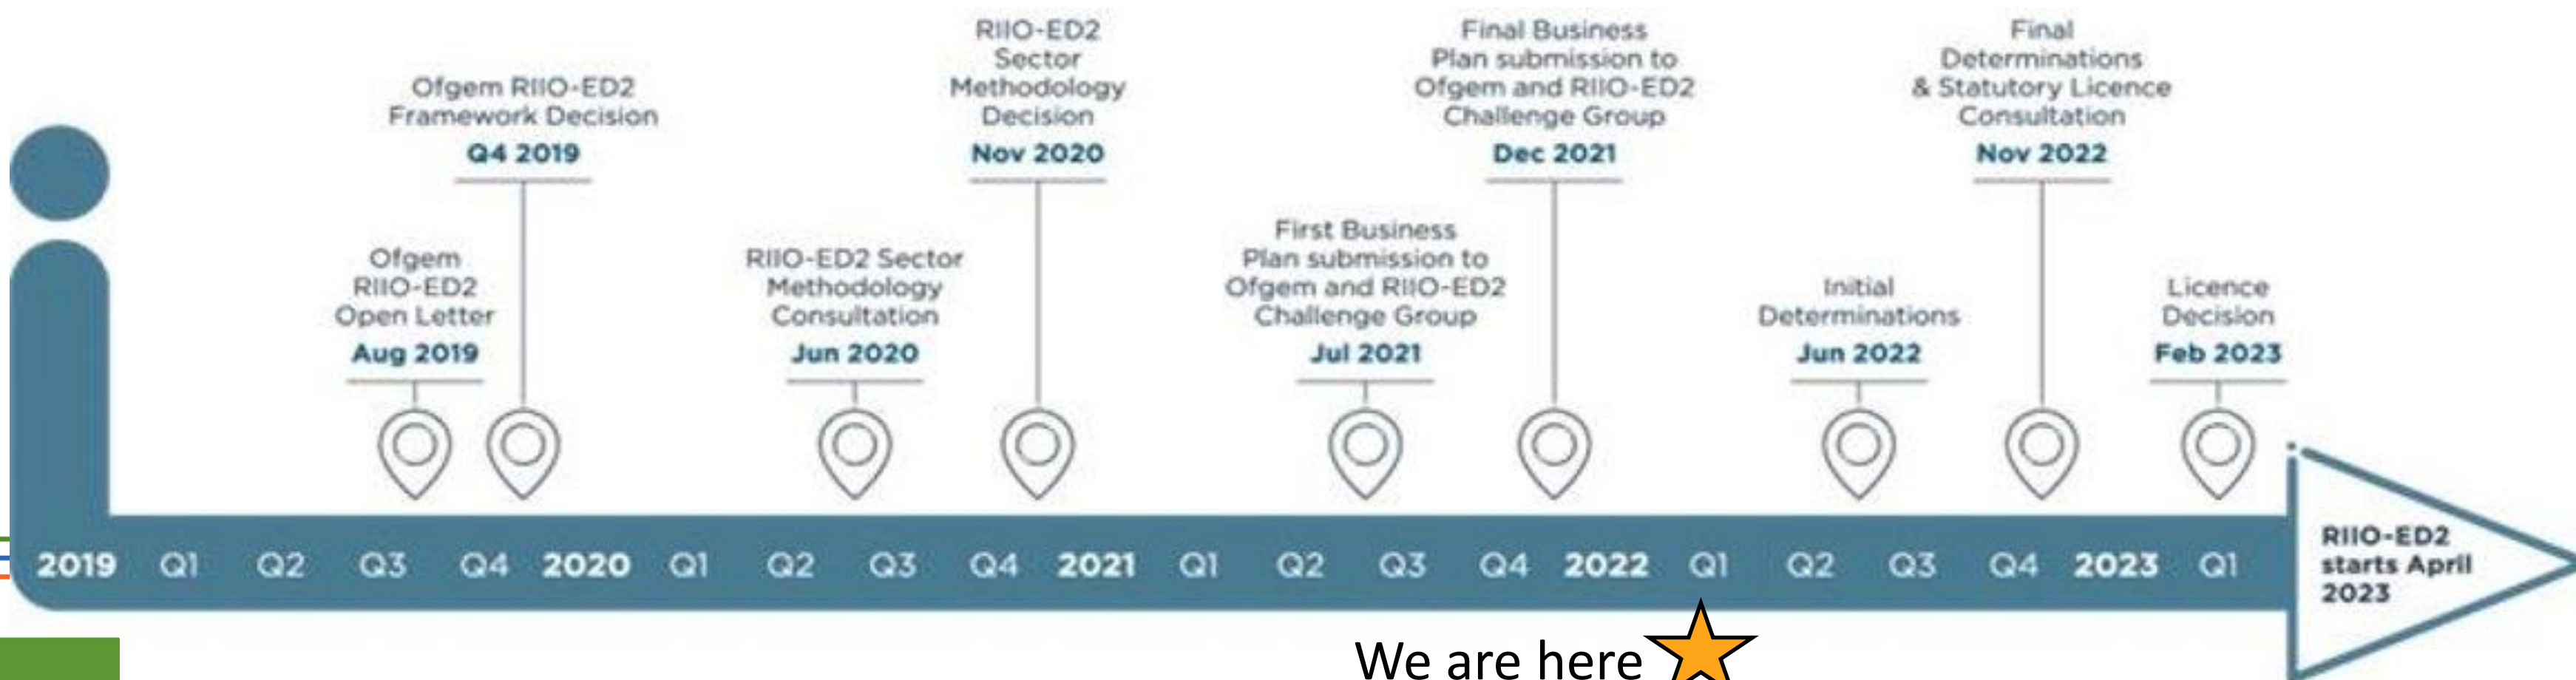 Ofgem
RIIO-ED2
Open Letter
Aug 2019
Ofgem RIIO-ED2
Framework Decision
Q4 2019
RIIO-ED2 Sector
Methodology
Consultation
Jun 2020
RIIO-ED2
Sector
Methodology
Decision
Nov 2020
First Business
Plan submission to
Ofgem and RIIO-ED2
Challenge Group
Jul 2021
Final Business
Plan submission to
Ofgem and RIIO-ED2
Challenge Group
Dec 2021
Initial
Determinations
Jun 2022
Final
Determinations
& Statutory Licence
Consultation
Nov 2022
Licence
Decision
Feb 2023
2019 Q1 Q2 Q3 Q4 2020 Q1 Q2 Q3 Q4 2021 Q1 Q2 Q3 Q4 2022 Q1 Q2 Q3 Q4 2023 Q1
RIIO-ED2
starts April
2023
We are here